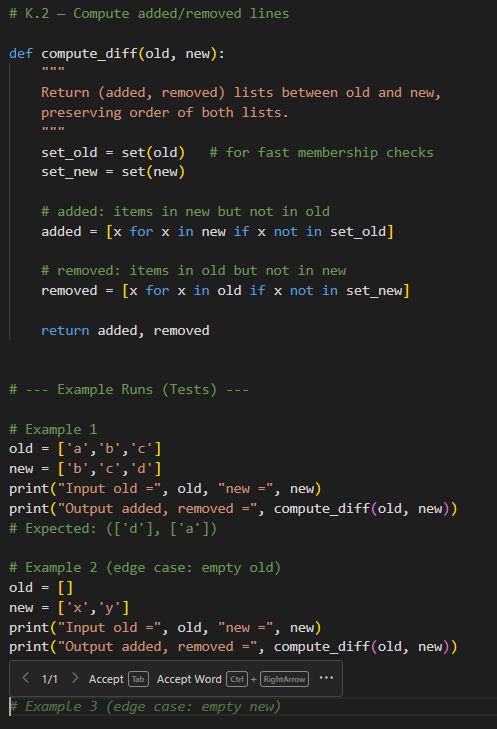 # K.2 – Compute added/removed lines
def compute_diff(old, new):
    """
    Return (added, removed) lists between old and new,
    preserving order of both lists.
    """
    set_old = set(old)   # for fast membership checks
    set_new = set(new)
    # added: items in new but not in old
    added = [x for x in new if x not in set_old]
    # removed: items in old but not in new
    removed = [x for x in old if x not in set_new]
    return added, removed
# --- Example Runs (Tests) ---
# Example 1
old = ['a','b','c']
new = ['b','c','d']
print("Input old =", old, "new =", new)
print("Output added, removed =", compute_diff(old, new))
# Expected: (['d'], ['a'])
# Example 2 (edge case: empty old)
old = []
new = ['x','y']
print("Input old =", old, "new =", new)
print("Output added, removed =", compute_diff(old, new))
< 1/1 > Accept Tab Accept Word Ctrl + RightArrow ···
# Example 3 (edge case: empty new)